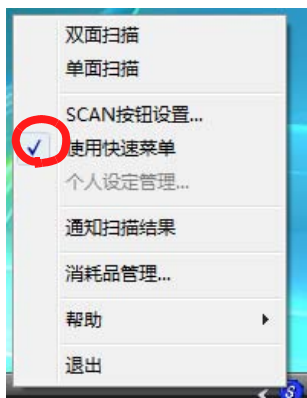 双面扫描
单面扫描
SCAN按钮设置...
使用快速菜单
个人设定管理...
通知扫描结果
消耗品管理...
帮助
退出
S